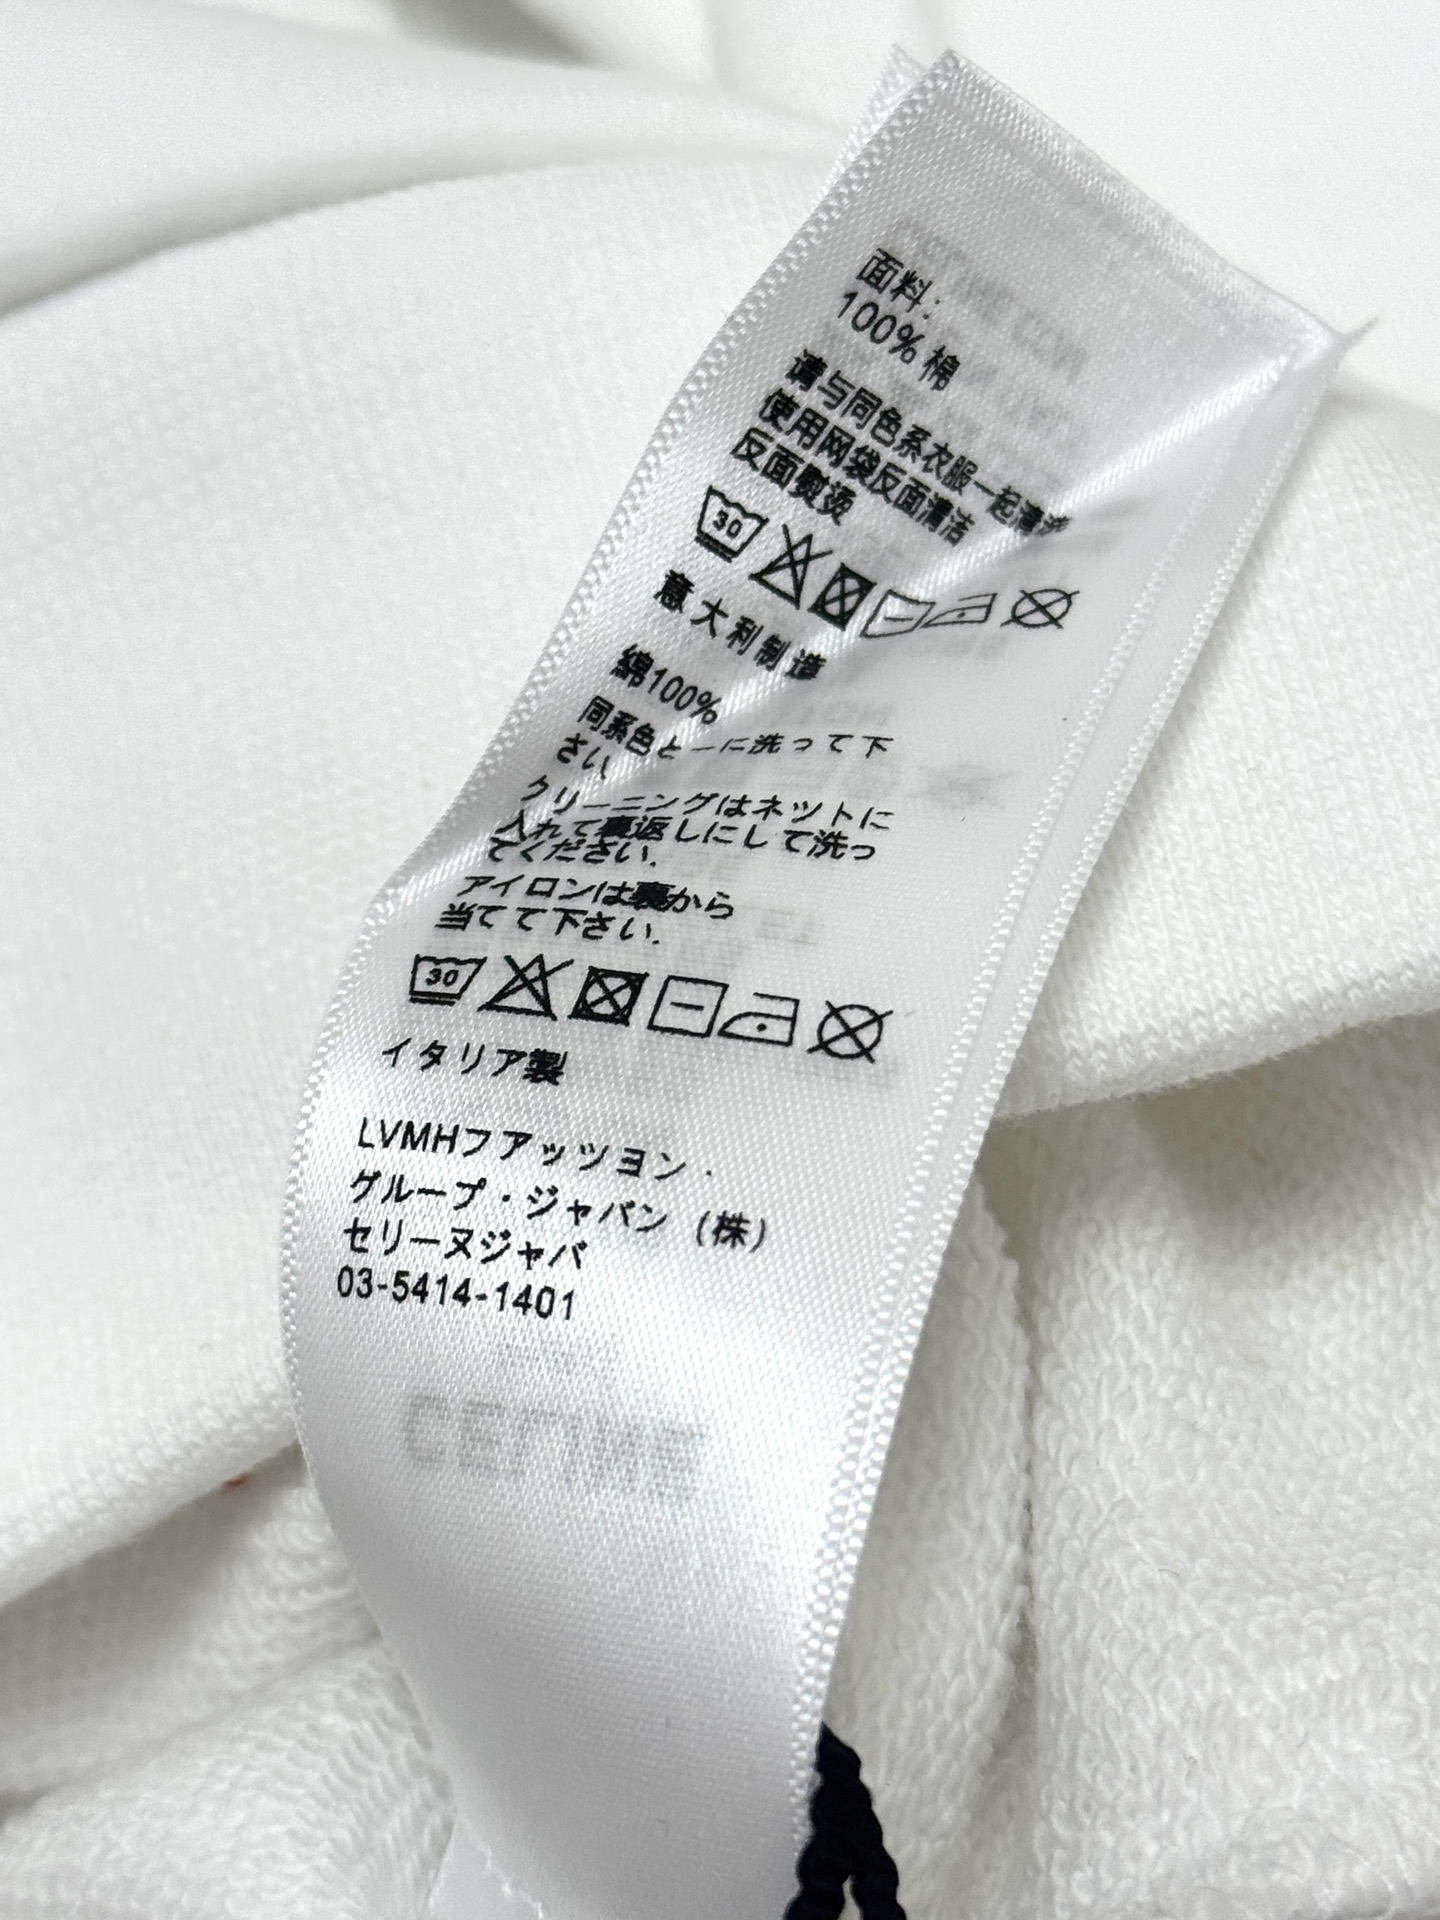 面料:
100% 棉
请与同色系衣服一起清洗
使用网袋反面清洁
反面熨烫
30
意大利制造
綿100%
同系色と一に洗って下
さい
クリーニングはネットに
入れて裏返しにして洗っ
てください.
アイロンは裏から
当てて下さい.
30
イタリア製
LVMHファッション・
グループ・ジャパン (株)
セリーヌジャパ
03-5414-1401
CELINE